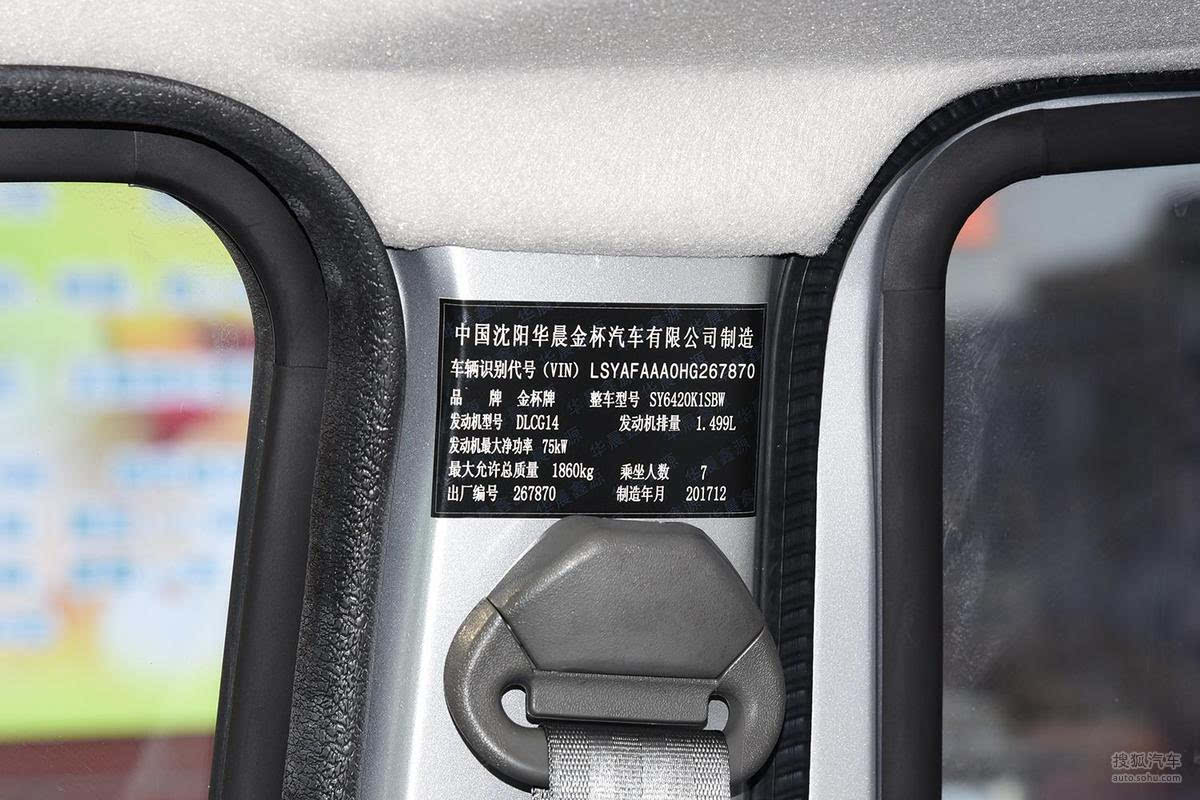 中国沈阳华晨金杯汽车有限公司制造
车辆识别代号（VIN） LSYAFAAA0HG267870
品 牌 金杯牌 整车型号 SY6420K1SBW
发动机型号 DLCG14 发动机排量 1.499L
发动机最大净功率 75kW
最大允许总质量 1860kg 乘坐人数 7
出厂编号 267870 制造年月 201712
搜狐汽车
auto.sohu.com